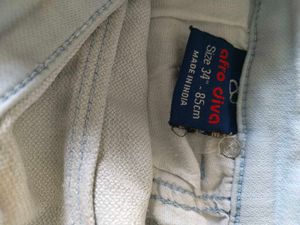 afro diva
Size 34" - 85cm
MADE IN INDIA